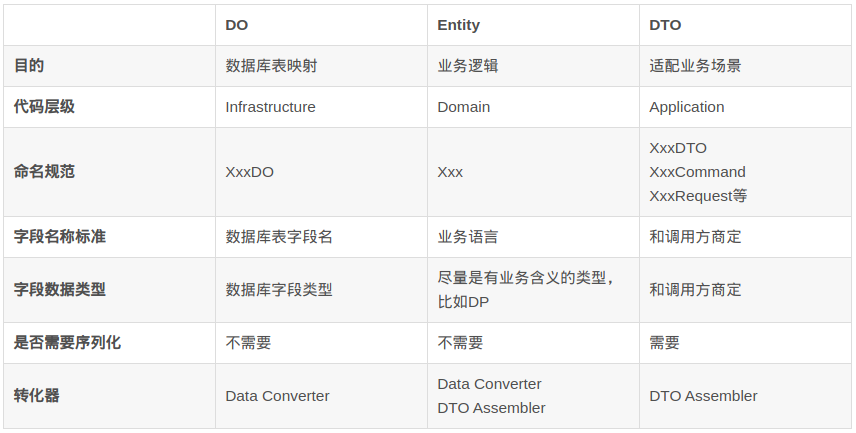 DO
Entity
DTO
目的
数据库表映射
业务逻辑
适配业务场景
代码层级
Infrastructure
Domain
Application
命名规范
XxxDO
Xxx
XxxDTO
XxxCommand
XxxRequest等
字段名称标准
数据库表字段名
业务语言
和调用方商定
字段数据类型
数据库字段类型
尽量是有业务含义的类型，
比如DP
和调用方商定
是否需要序列化
不需要
不需要
需要
转化器
Data Converter
Data Converter
DTO Assembler
DTO Assembler